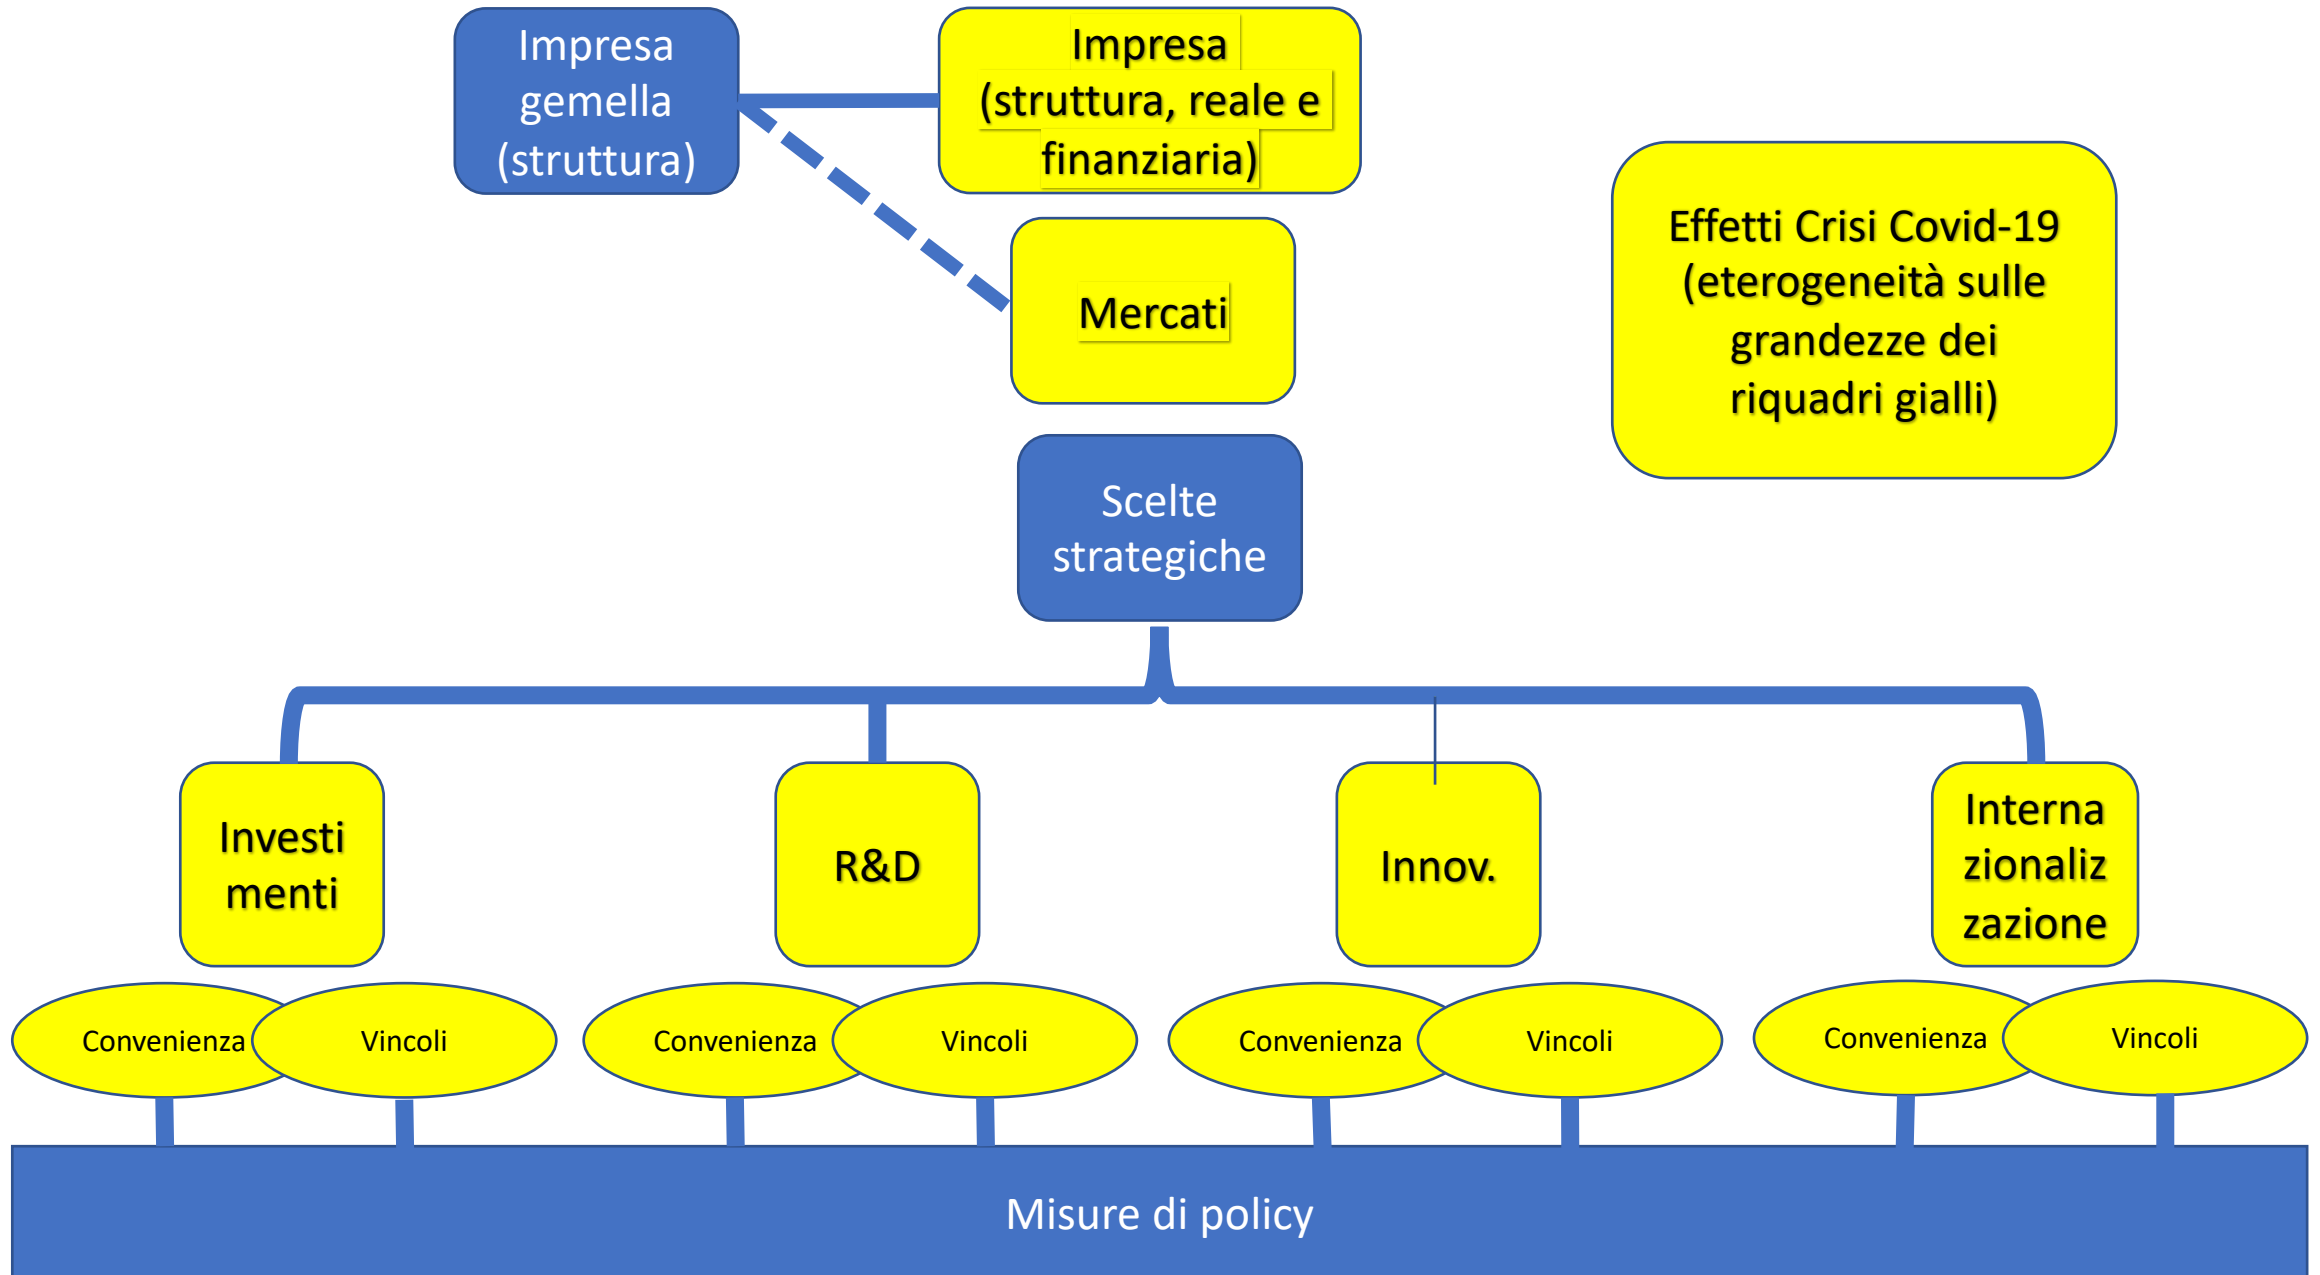 Impresa
gemella
(struttura)
Impresa
(struttura, reale e
finanziaria)
Mercati
Effetti Crisi Covid-19
(eterogeneità sulle
grandezze dei
riquadri gialli)
Scelte
strategiche
Investi
menti
R&D
Innov.
Interna
zionaliz
zazione
Convenienza
Vincoli
Convenienza
Vincoli
Convenienza
Vincoli
Convenienza
Vincoli
Misure di policy